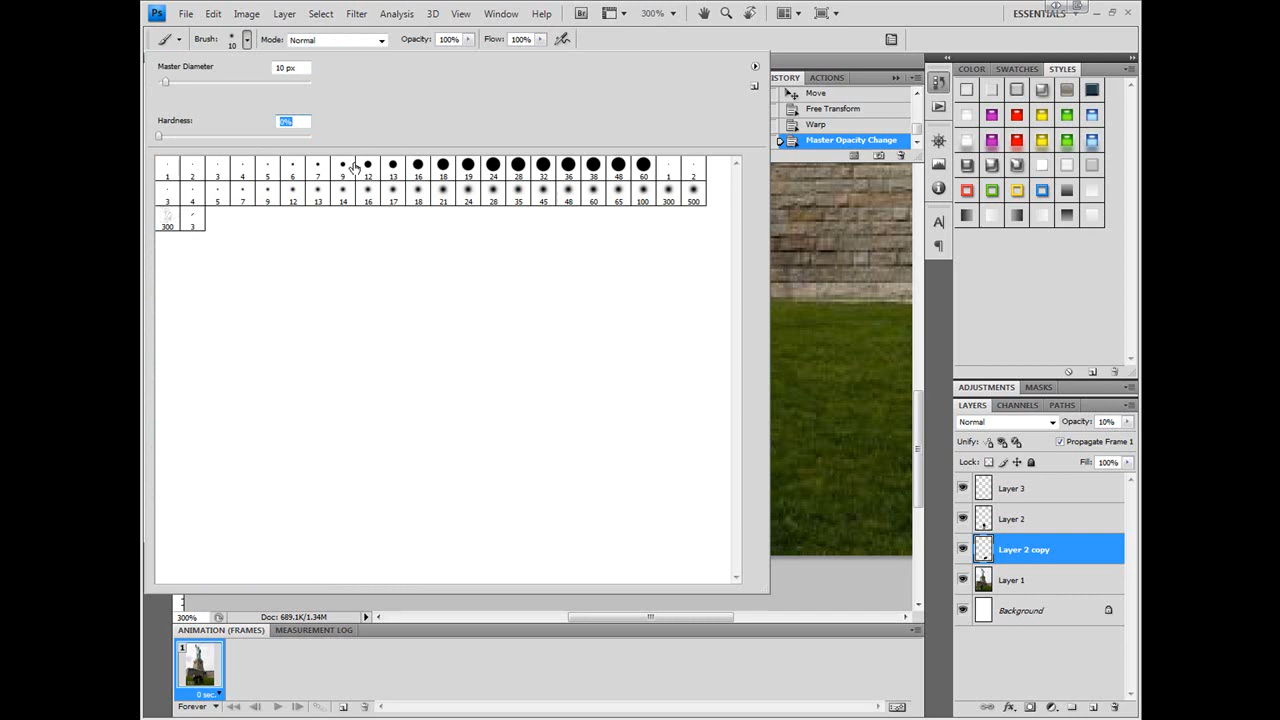 Ps File Edit Image Layer Select Filter Analysis 3D View Window Help Br 300% ESSENTIALS
Brush: 10 Mode: Normal Opacity: 100% Flow: 100%
Master Diameter 10 px
Hardness: 0%
1 2 3 4 5 6 7 9 12 13 16 18 19 24 28 32 36 38 48 60 1 2
3 4 5 7 9 12 13 14 16 17 18 21 24 28 35 45 48 60 65 100 300 500
300 3
HISTORY ACTIONS
Move
Free Transform
Warp
Master Opacity Change
COLOR SWATCHES STYLES
ADJUSTMENTS MASKS
LAYERS CHANNELS PATHS
Normal Opacity: 10%
Unify: Propagate Frame 1
Lock: Fill: 100%
Layer 3
Layer 2
Layer 2 copy
Layer 1
Background
300% Doc: 689.1K/1.34M
ANIMATION (FRAMES) MEASUREMENT LOG
1
0 sec.
Forever